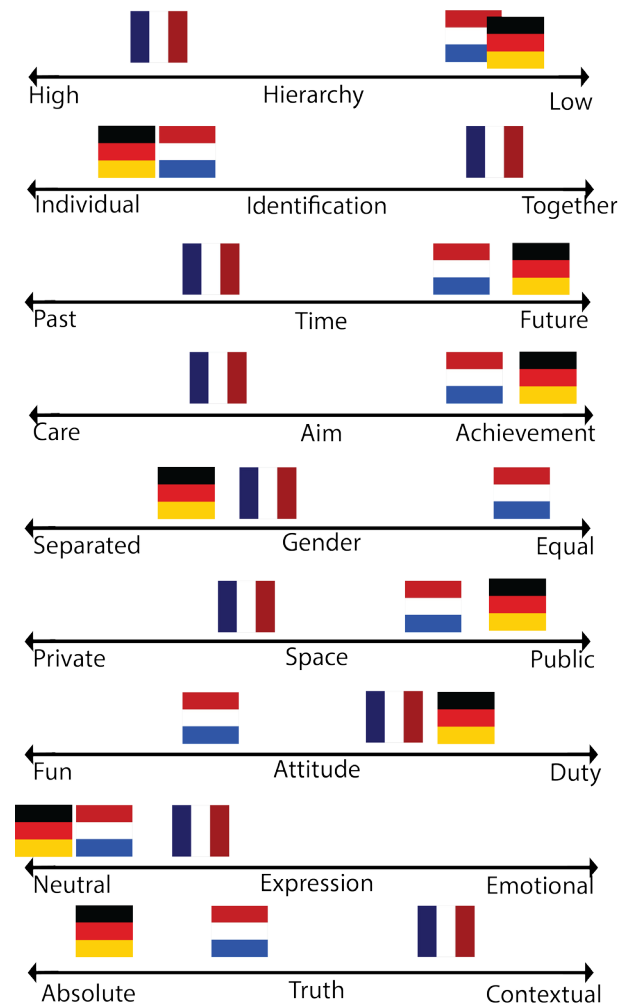 High Hierarchy Low
Individual Identification Together
Past Time Future
Care Aim Achievement
Separated Gender Equal
Private Space Public
Fun Attitude Duty
Neutral Expression Emotional
Absolute Truth Contextual